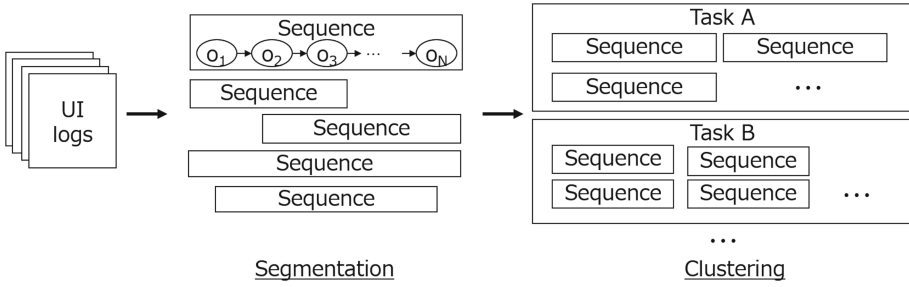 UI
logs
Sequence
o1 o2 o3 ... oN
Sequence
Sequence
Sequence
Sequence
Segmentation
Task A
Sequence Sequence
Sequence ...
Task B
Sequence Sequence
Sequence Sequence ...
...
Clustering